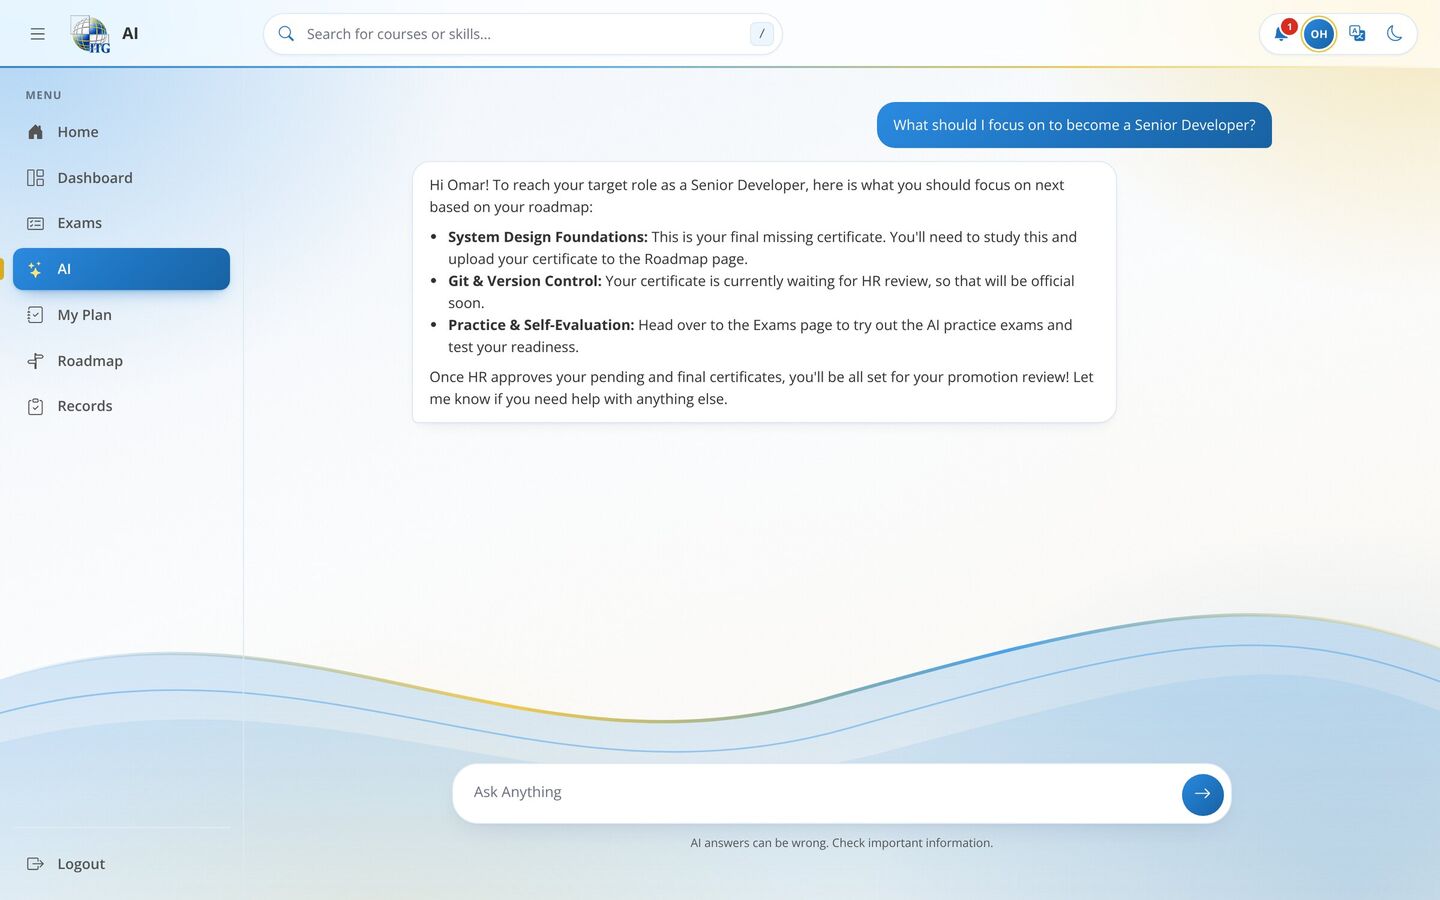 ITG
AI
Search for courses or skills...
/
1
OH
MENU
Home
Dashboard
Exams
AI
My Plan
Roadmap
Records
Logout
What should I focus on to become a Senior Developer?
Hi Omar! To reach your target role as a Senior Developer, here is what you should focus on next
based on your roadmap:
• System Design Foundations: This is your final missing certificate. You'll need to study this and
upload your certificate to the Roadmap page.
• Git & Version Control: Your certificate is currently waiting for HR review, so that will be official
soon.
• Practice & Self-Evaluation: Head over to the Exams page to try out the AI practice exams and
test your readiness.
Once HR approves your pending and final certificates, you'll be all set for your promotion review! Let
me know if you need help with anything else.
Ask Anything
AI answers can be wrong. Check important information.